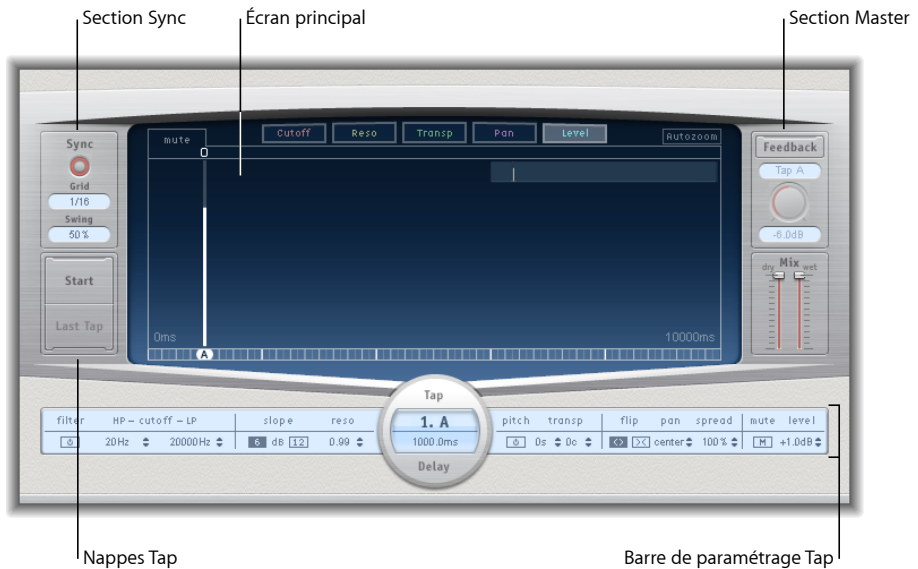 Section Sync
Écran principal
Section Master
Sync
Grid
1/16
Swing
50%
Start
Last Tap
mute
Cutoff
Reso
Transp
Pan
Level
Autozoom
0ms
10000ms
A
Feedback
Tap A
-6.0dB
Mix
dry
wet
Tap
1. A
1000.0ms
Delay
filter HP – cutoff – LP slope reso
20Hz 20000Hz 6 dB 12 0.99
pitch transp flip pan spread mute level
0s 0c center 100% M +1.0dB
Nappes Tap
Barre de paramétrage Tap